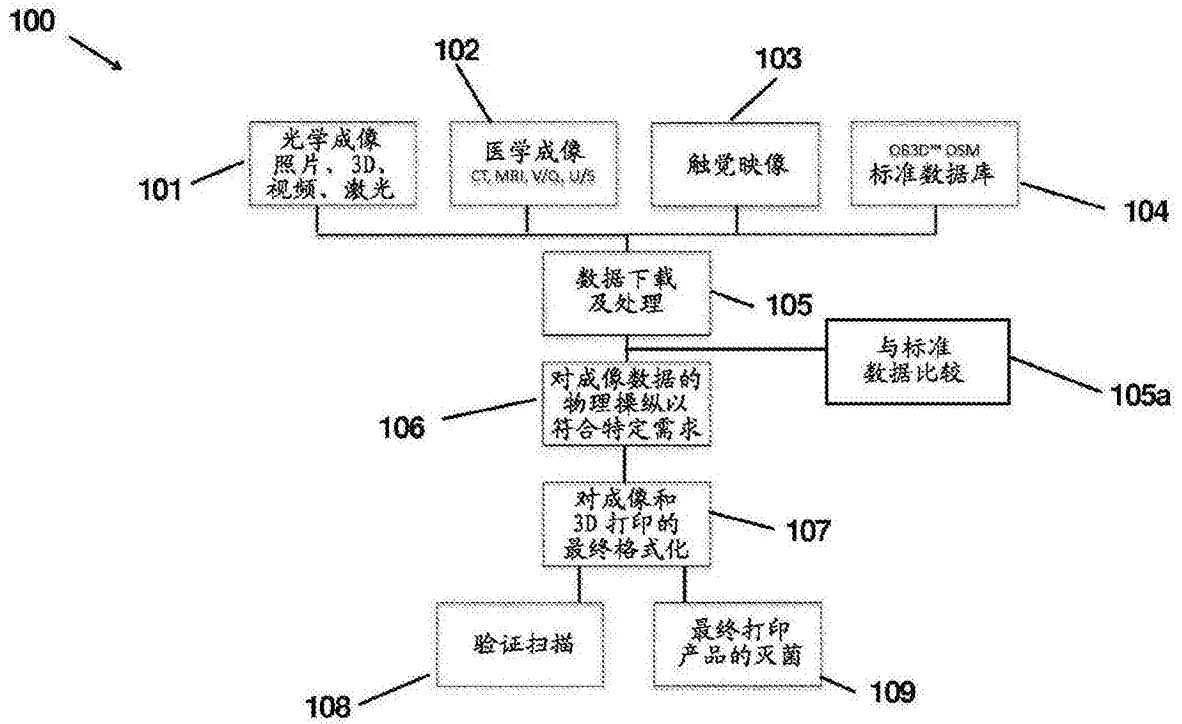 100
102
103
光学成像
照片、3D、
视频、激光
101
医学成像
CT, MRI, V/Q, U/S
触觉映像
QB3D™ OSM
标准数据库
104
数据下载
及处理
105
与标准
数据比较
105a
对成像数据的
物理操纵以
符合特定需求
106
对成像和
3D 打印的
最终格式化
107
验证扫描
108
最终打印
产品的灭菌
109